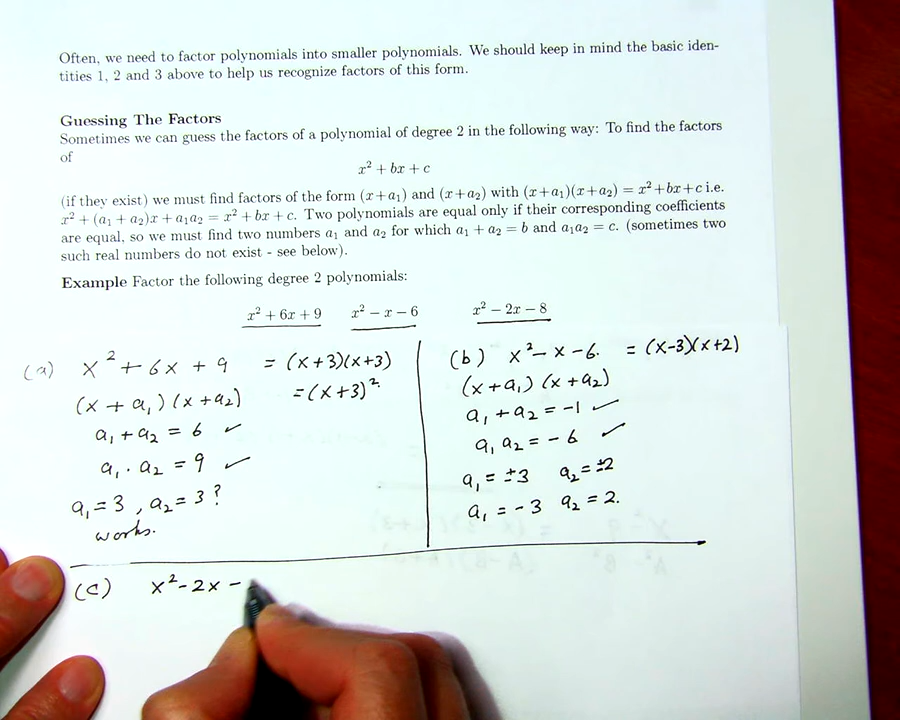 Often, we need to factor polynomials into smaller polynomials. We should keep in mind the basic iden-
tities 1, 2 and 3 above to help us recognize factors of this form.
Guessing The Factors
Sometimes we can guess the factors of a polynomial of degree 2 in the following way: To find the factors
of
x² + bx + c
(if they exist) we must find factors of the form (x+a₁) and (x+a₂) with (x+a₁)(x+a₂) = x²+bx+c i.e.
x² + (a₁ + a₂)x + a₁a₂ = x² + bx + c. Two polynomials are equal only if their corresponding coefficients
are equal, so we must find two numbers a₁ and a₂ for which a₁ + a₂ = b and a₁a₂ = c. (sometimes two
such real numbers do not exist - see below).
Example Factor the following degree 2 polynomials:
x² + 6x + 9 x² − x − 6 x² − 2x − 8
(a) x² + 6x + 9 = (x+3)(x+3)
(x + a₁)(x + a₂) = (x+3)².
a₁ + a₂ = 6 ✓
a₁ . a₂ = 9 ✓
a₁ = 3 , a₂ = 3 ?
works.
(b) x² − x − 6. = (x-3)(x+2)
(x + a₁) (x + a₂)
a₁ + a₂ = −1 ✓
a₁ a₂ = − 6 ✓
a₁ = ±3 a₂ = ±2
a₁ = − 3 a₂ = 2.
(c) x² − 2x −